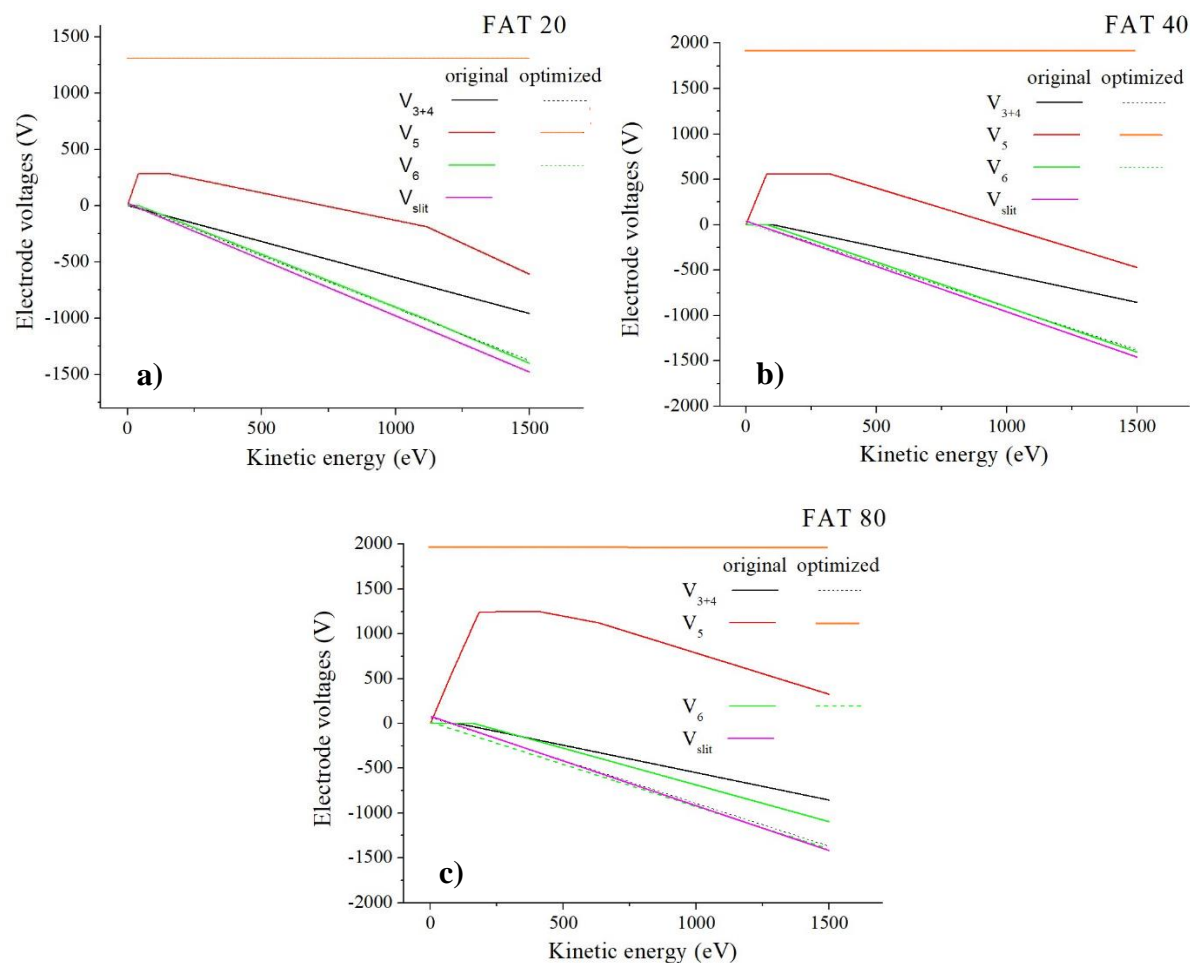 FAT 20
original optimized
V3+4
V5
V6
Vslit
1500
1000
500
0
-500
-1000
-1500
Electrode voltages (V)
a)
0 500 1000 1500
Kinetic energy (eV)
FAT 40
original optimized
V3+4
V5
V6
Vslit
2000
1500
1000
500
0
-500
-1000
-1500
-2000
Electrode voltages (V)
b)
0 500 1000 1500
Kinetic energy (eV)
FAT 80
original optimized
V3+4
V5
V6
Vslit
2000
1500
1000
500
0
-500
-1000
-1500
-2000
Electrode voltages (V)
c)
0 500 1000 1500
Kinetic energy (eV)